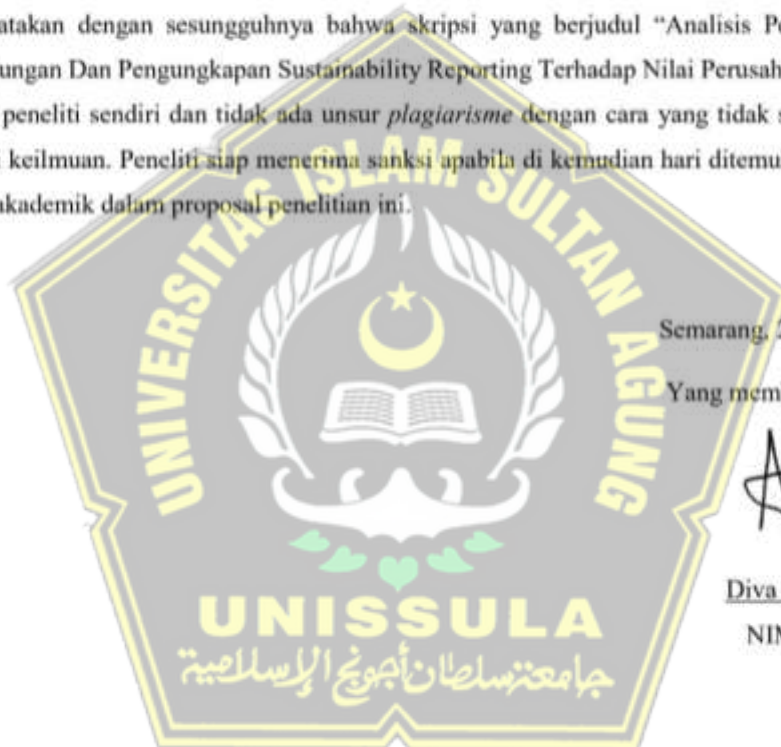 atakan dengan sesungguhnya bahwa skripsi yang berjudul “Analisis Pe
ungan Dan Pengungkapan Sustainability Reporting Terhadap Nilai Perusah
peneliti sendiri dan tidak ada unsur plagiarisme dengan cara yang tidak s
keilmuan. Peneliti siap menerima sanksi apabila di kemudian hari ditemu
akademik dalam proposal penelitian ini.
UNIVERSITAS ISLAM SULTAN AGUNG
Semarang,
Yang mem
Diva
NIM
UNISSULA
جامعة سلطان أجونج الإسلامية